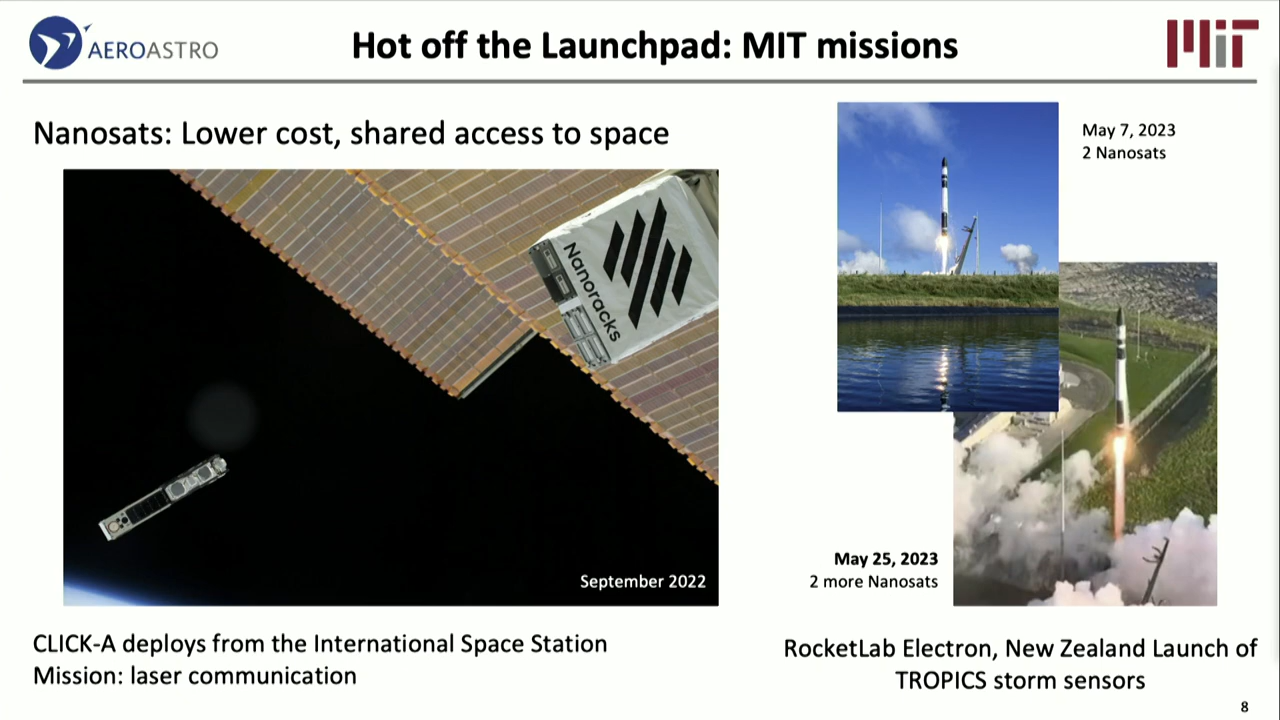 AEROASTRO
Hot off the Launchpad: MIT missions
MIT
Nanosats: Lower cost, shared access to space
Nanoracks
September 2022
CLICK-A deploys from the International Space Station
Mission: laser communication
May 7, 2023
2 Nanosats
May 25, 2023
2 more Nanosats
RocketLab Electron, New Zealand Launch of
TROPICS storm sensors
8